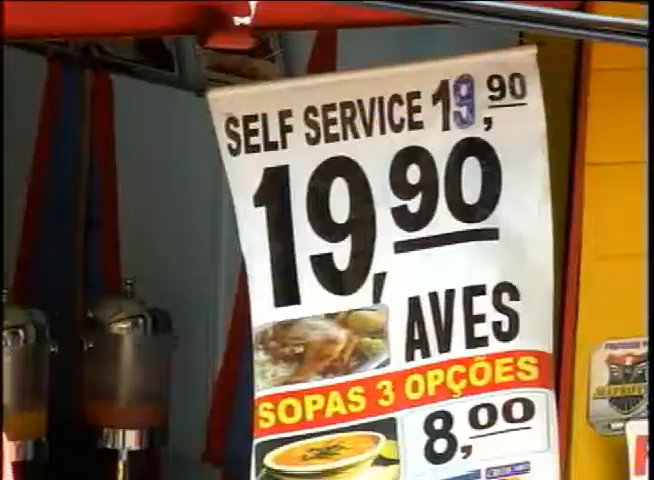 SELF SERVICE 19,90
19,90
AVES
SOPAS 3 OPÇÕES
8,00